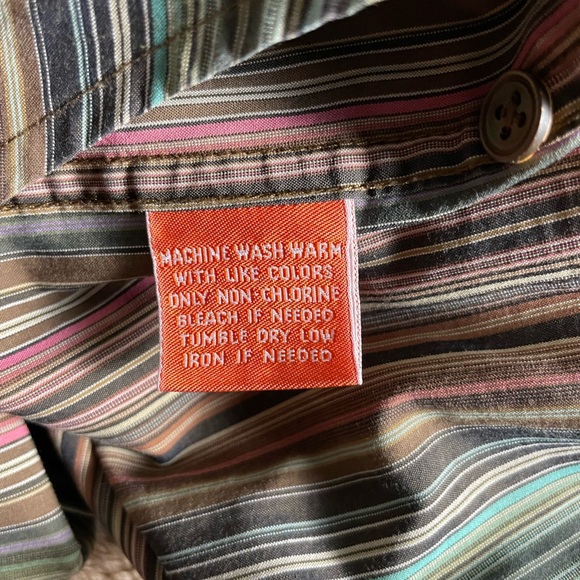 MACHINE WASH WARM
WITH LIKE COLORS
ONLY NON-CHLORINE
BLEACH IF NEEDED
TUMBLE DRY LOW
IRON IF NEEDED